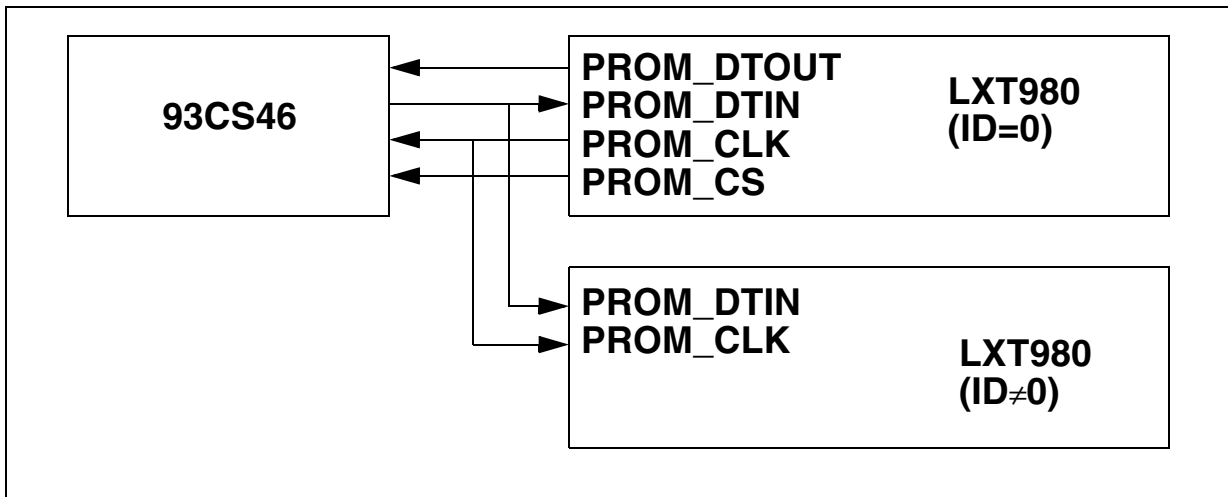 93CS46
PROM_DTOUT
PROM_DTIN
PROM_CLK
PROM_CS
LXT980
(ID=0)
PROM_DTIN
PROM_CLK
LXT980
(ID≠0)